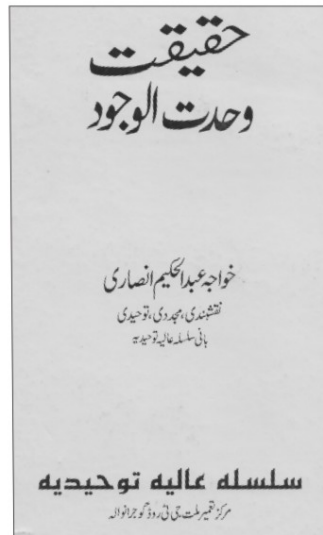 حقیقت
وحدت الوجود
خواجہ عبدالحکیم انصاری
نقشبندی، مجددی، توحیدی
بانی سلسلہ عالیہ توحیدیہ
سلسلہ عالیہ توحیدیہ
مرکز تعمیر ملت جی ٹی روڈ گوجرانوالہ